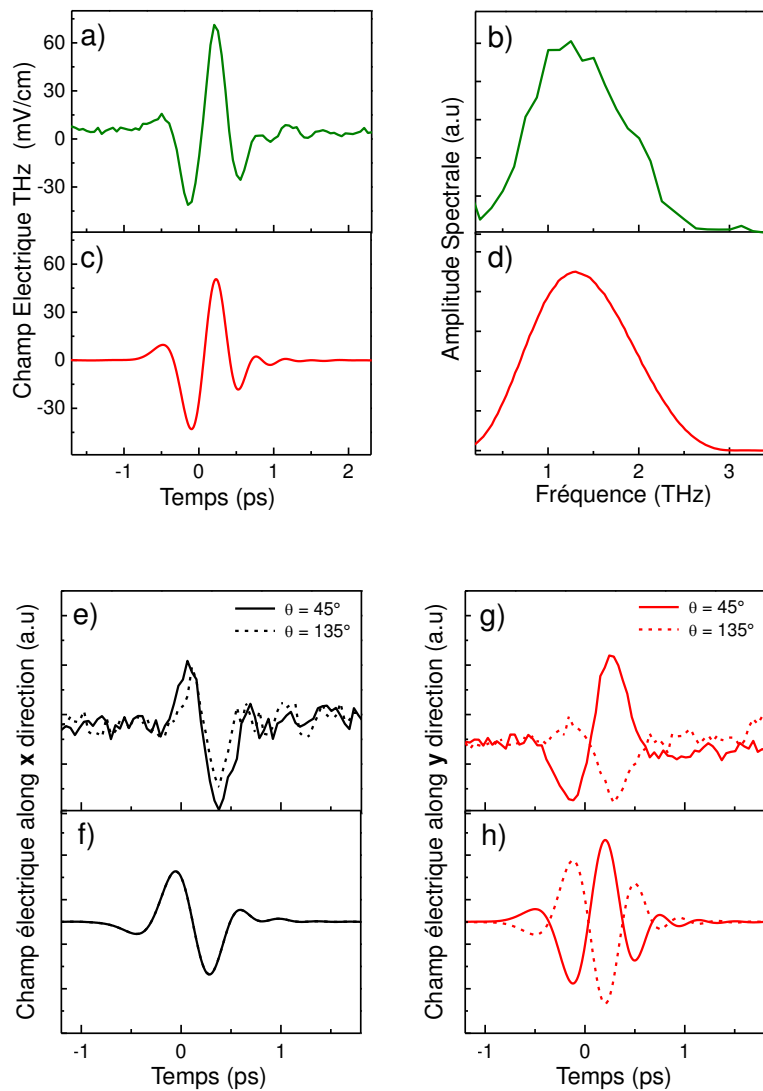 a)
b)
60
30
0
-30
Champ Electrique THz (mV/cm)
Amplitude Spectrale (a.u)
c)
d)
60
30
0
-30
-1 0 1 2
Temps (ps)
1 2 3
Fréquence (THz)
e)
θ = 45°
θ = 135°
g)
θ = 45°
θ = 135°
Champ électrique along x direction (a.u)
Champ électrique along y direction (a.u)
f)
h)
-1 0 1
Temps (ps)
-1 0 1
Temps (ps)